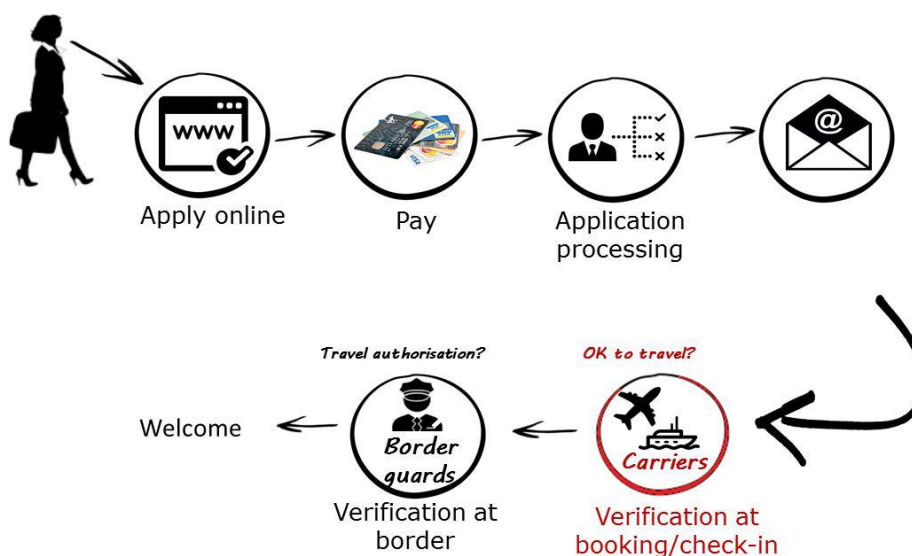 www
Apply online
Pay
VISA
Application
processing
@
Travel authorisation?
OK to travel?
Welcome
Border
guards
Carriers
Verification at
border
Verification at
booking/check-in